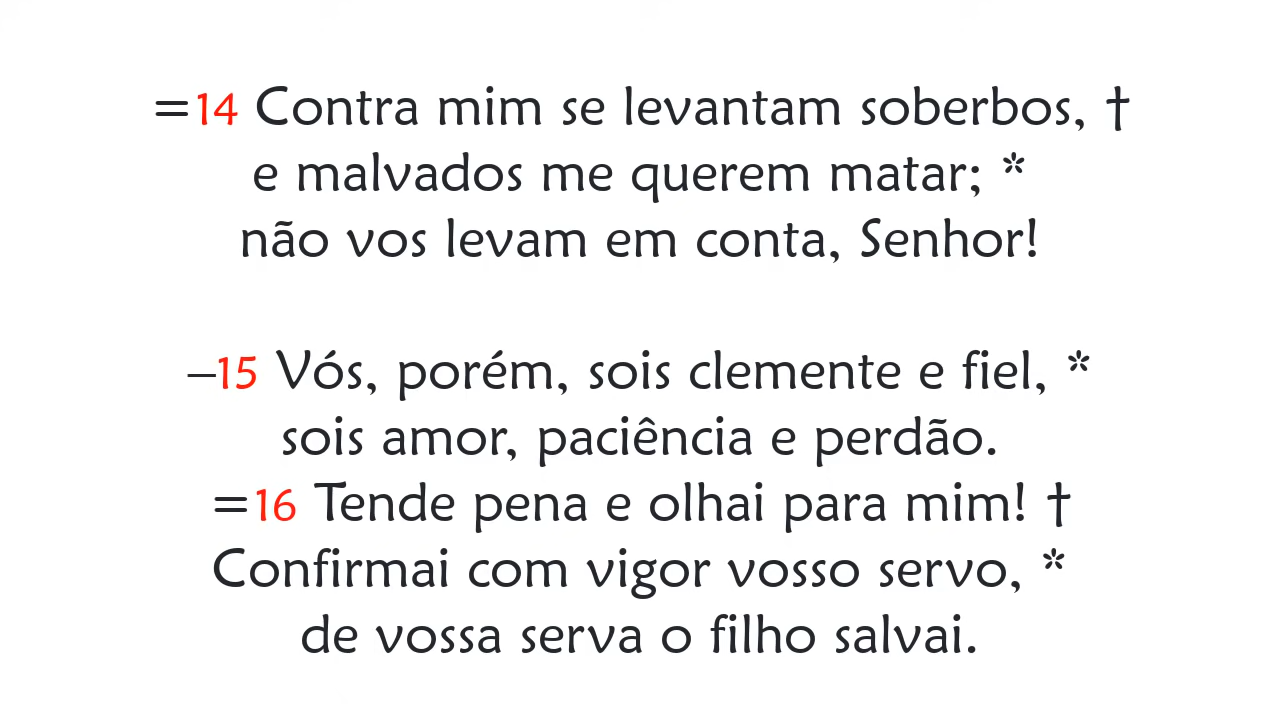 =14 Contra mim se levantam soberbos, †
e malvados me querem matar; *
não vos levam em conta, Senhor!
–15 Vós, porém, sois clemente e fiel, *
sois amor, paciência e perdão.
=16 Tende pena e olhai para mim! †
Confirmai com vigor vosso servo, *
de vossa serva o filho salvai.